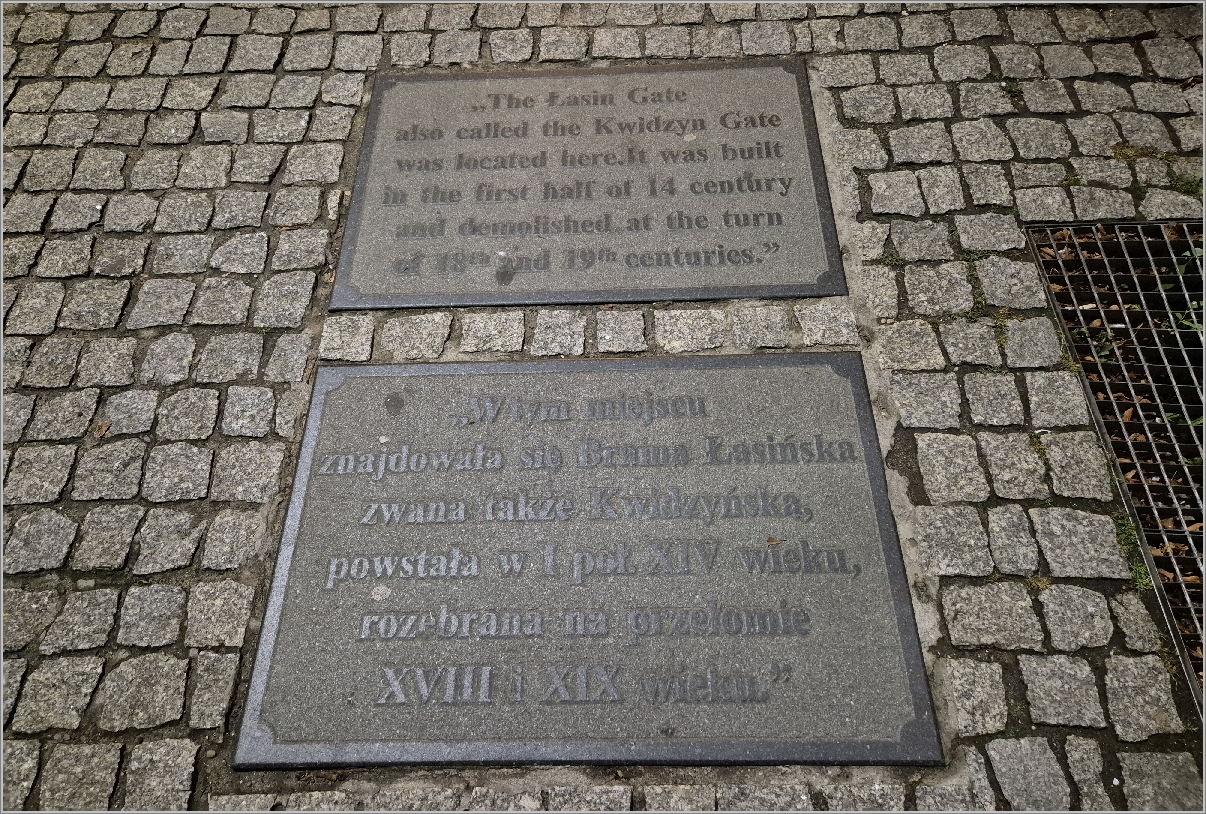 „The Łasin Gate
also called the Kwidzyn Gate
was located here.It was built
in the first half of 14 century
and demolished at the turn
of 18th and 19th centuries.”
„W tym miejscu
znajdowała się Brama Łasińska
zwana także Kwidzyńska,
powstała w I poł. XIV wieku,
rozebrana na przełomie
XVIII i XIX wieku.”